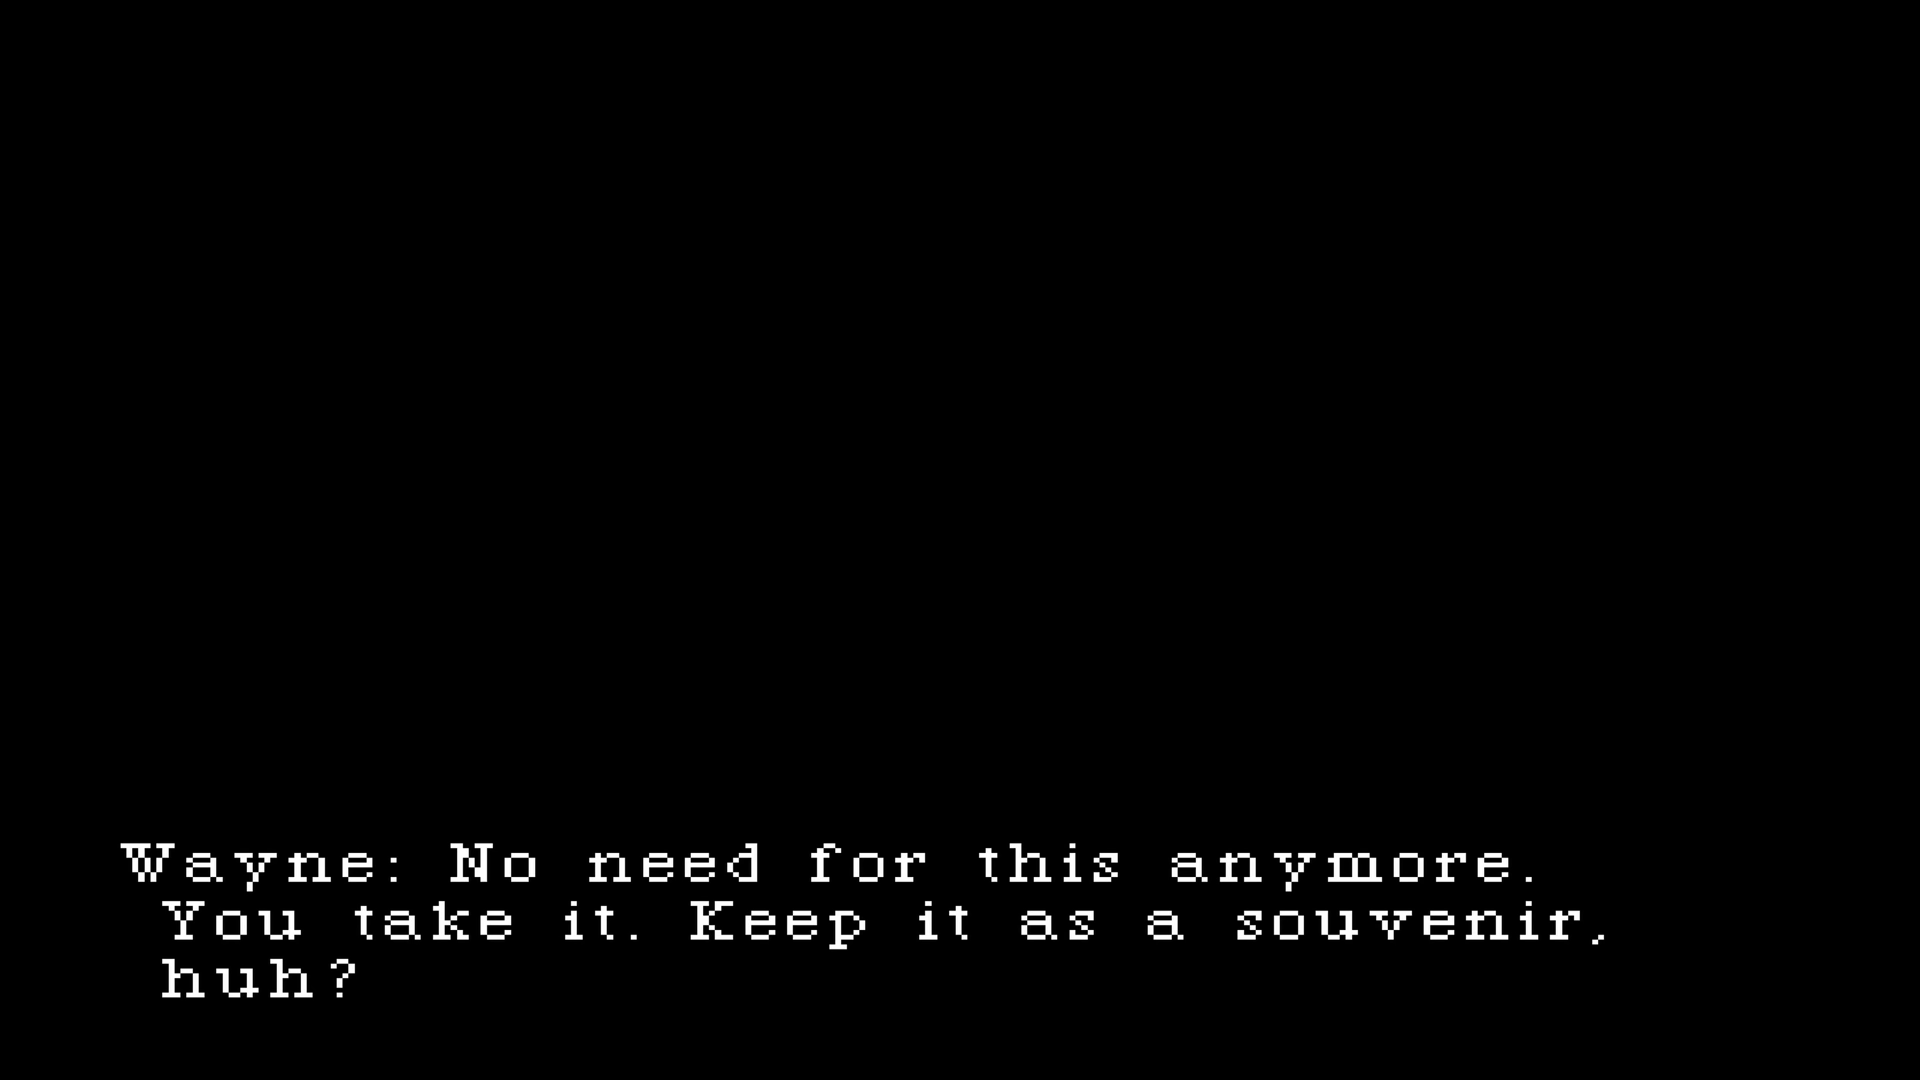 Wayne: No need for this anymore.
You take it. Keep it as a souvenir,
huh?